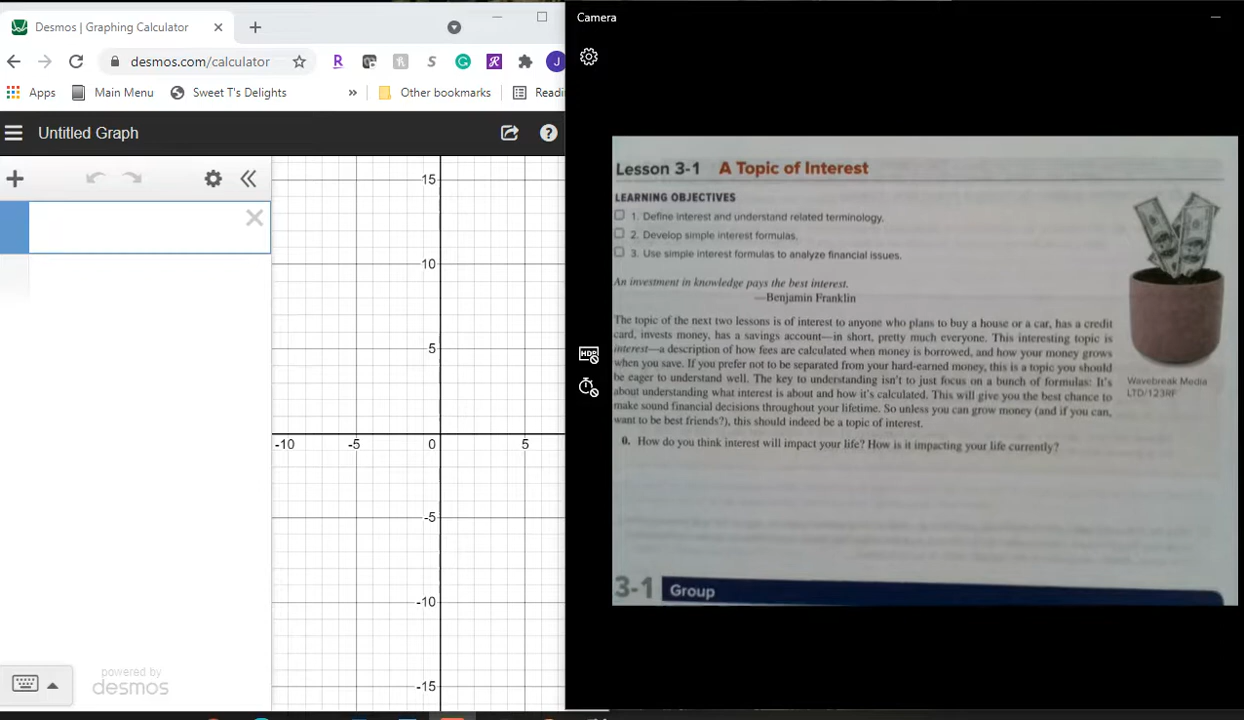 Desmos | Graphing Calculator
desmos.com/calculator
Apps Main Menu Sweet T's Delights » Other bookmarks Readi
Untitled Graph
15
10
5
-10 -5 0 5
-5
-10
-15
powered by
desmos
Camera
Lesson 3-1 A Topic of Interest
LEARNING OBJECTIVES
1. Define interest and understand related terminology.
2. Develop simple interest formulas.
3. Use simple interest formulas to analyze financial issues.
An investment in knowledge pays the best interest.
—Benjamin Franklin
The topic of the next two lessons is of interest to anyone who plans to buy a house or a car, has a credit
card, invests money, has a savings account—in short, pretty much everyone. This interesting topic is
interest—a description of how fees are calculated when money is borrowed, and how your money grows
when you save. If you prefer not to be separated from your hard-earned money, this is a topic you should
be eager to understand well. The key to understanding isn't to just focus on a bunch of formulas: It's
about understanding what interest is about and how it's calculated. This will give you the best chance to
make sound financial decisions throughout your lifetime. So unless you can grow money (and if you can,
want to be best friends?), this should indeed be a topic of interest.
Wavebreak Media
LTD/123RF
0. How do you think interest will impact your life? How is it impacting your life currently?
3-1 Group